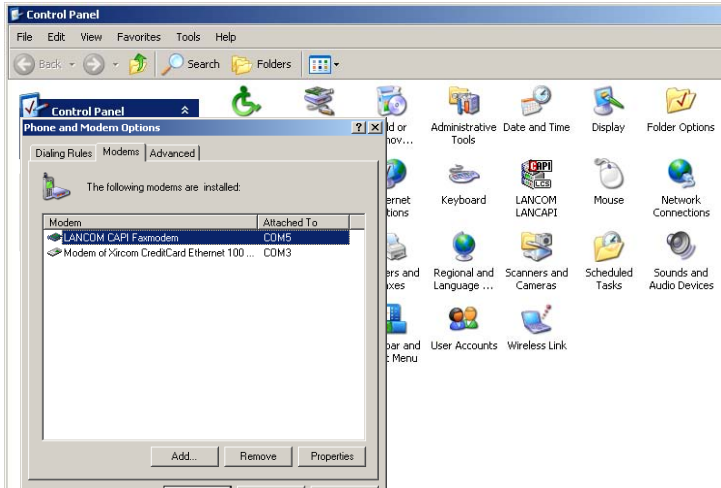 Control Panel
File Edit View Favorites Tools Help
Back Search Folders
Control Panel
Phone and Modem Options
Dialing Rules Modems Advanced
The following modems are installed:
Modem Attached To
LANCOM CAPI Faxmodem COM5
Modem of Xircom CreditCard Ethernet 100 ... COM3
Add... Remove Properties
Administrative Tools
Date and Time
Display
Folder Options
Keyboard
CAPI
LCS
LANCOM LANCAPI
Mouse
Network Connections
Regional and Language ...
Scanners and Cameras
Scheduled Tasks
Sounds and Audio Devices
User Accounts
Wireless Link